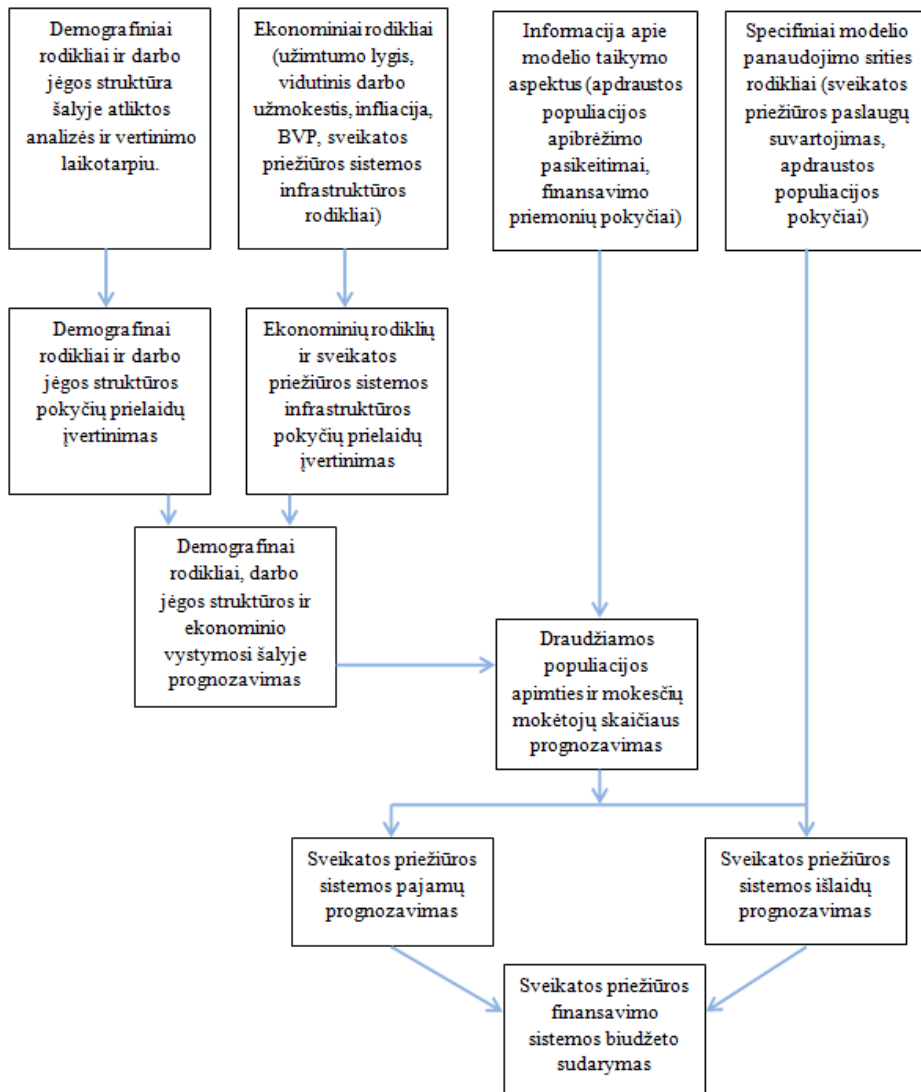 Demografiniai
rodikliai ir darbo
jėgos struktūra
šalyje atliktos
analizės ir vertinimo
laikotarpiu.
Ekonominiai rodikliai
(užimtumo lygis,
vidutinis darbo
užmokestis, infliacija,
BVP, sveikatos
priežiūros sistemos
infrastruktūros
rodikliai)
Informacija apie
modelio taikymo
aspektus (apdraustos
populiacijos
apibrėžimo
pasikeitimai,
finansavimo
priemonių pokyčiai)
Specifiniai modelio
panaudojimo srities
rodikliai (sveikatos
priežiūros paslaugų
suvartojimas,
apdraustos
populiacijos
pokyčiai)
Demografinai
rodikliai ir darbo
jėgos struktūros
pokyčių prielaidų
įvertinimas
Ekonominių rodiklių
ir sveikatos
priežiūros sistemos
infrastruktūros
pokyčių prielaidų
įvertinimas
Demografinai
rodikliai, darbo
jėgos struktūros ir
ekonominio
vystymosi šalyje
prognozavimas
Draudžiamos
populiacijos
apimties ir mokesčių
mokėtojų skaičiaus
prognozavimas
Sveikatos priežiūros
sistemos pajamų
prognozavimas
Sveikatos priežiūros
sistemos išlaidų
prognozavimas
Sveikatos priežiūros
finansavimo
sistemos biudžeto
sudarymas